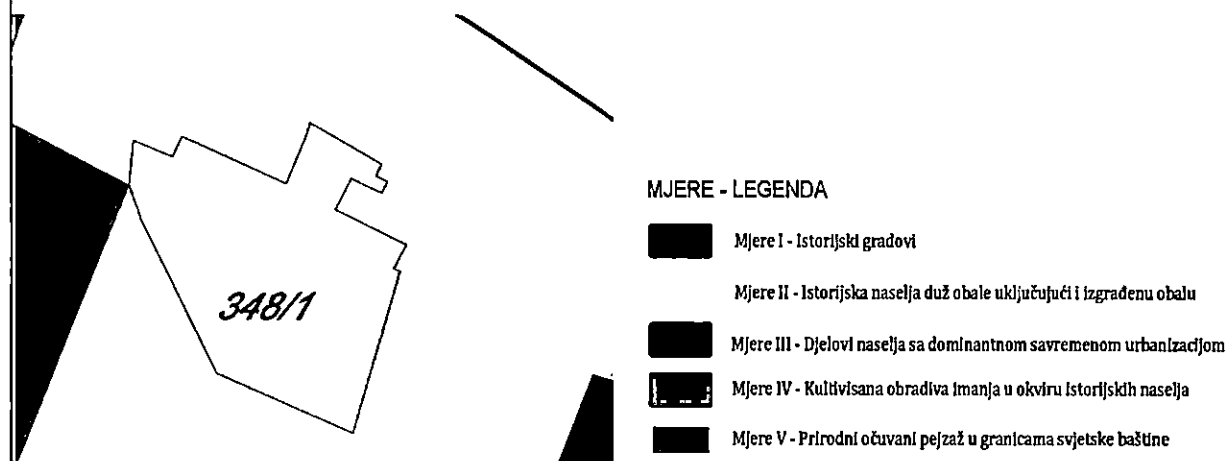 348/1
MJERE - LEGENDA
Mjere I - Istorijski gradovi
Mjere II - Istorijska naselja duž obale uključujući i izgrađenu obalu
Mjere III - Djelovi naselja sa dominantnom savremenom urbanizacijom
Mjere IV - Kultivisana obradiva imanja u okviru istorijskih naselja
Mjere V - Prirodni očuvani pejzaž u granicama svjetske baštine